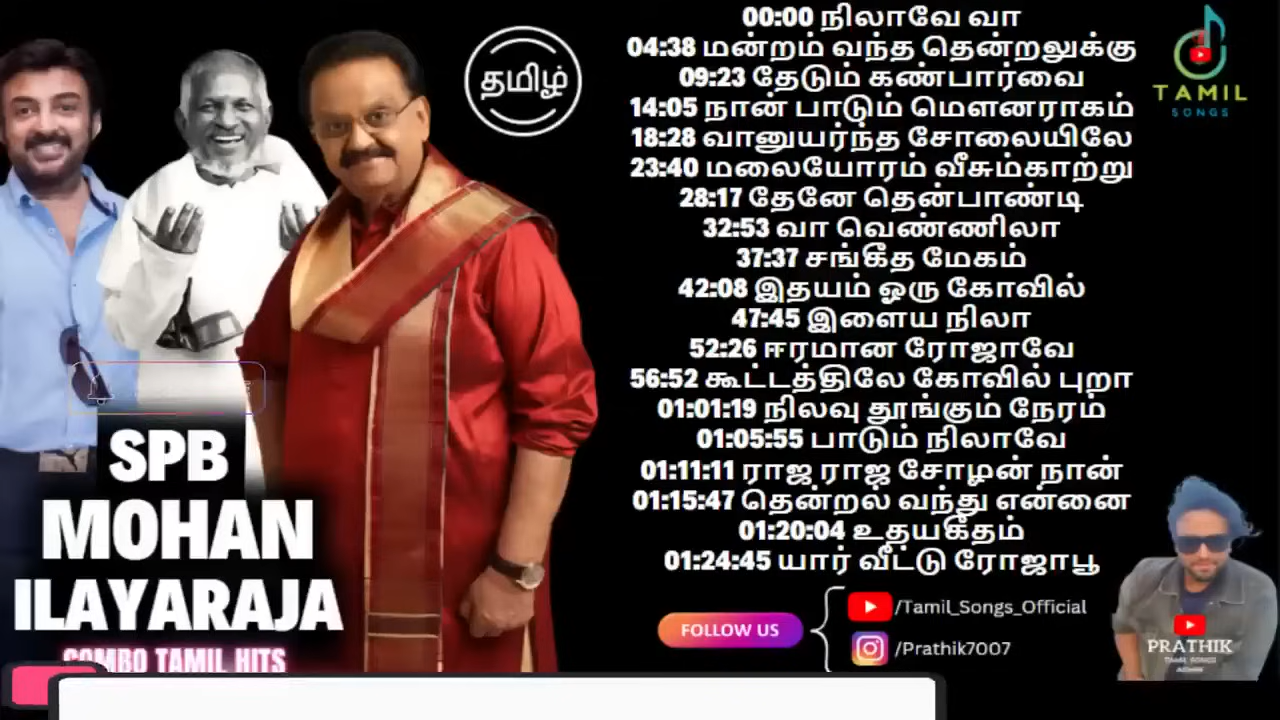 தமிழ்
00:00 நிலாவே வா
04:38 மன்றம் வந்த தென்றலுக்கு
09:23 தேடும் கண்பார்வை
14:05 நான் பாடும் மௌனராகம்
18:28 வானுயர்ந்த சோலையிலே
23:40 மலையோரம் வீசும்காற்று
28:17 தேனே தென்பாண்டி
32:53 வா வெண்ணிலா
37:37 சங்கீத மேகம்
42:08 இதயம் ஒரு கோவில்
47:45 இளைய நிலா
52:26 ஈரமான ரோஜாவே
56:52 கூட்டத்திலே கோவில் புறா
01:01:19 நிலவு தூங்கும் நேரம்
01:05:55 பாடும் நிலாவே
01:11:11 ராஜ ராஜ சோழன் நான்
01:15:47 தென்றல் வந்து என்னை
01:20:04 உதயகீதம்
01:24:45 யார் வீட்டு ரோஜாபூ
TAMIL
SONGS
SPB
MOHAN
ILAYARAJA
COMBO TAMIL HITS
FOLLOW US
/Tamil_Songs_Official
/Prathik7007
PRATHIK
TAMIL SONGS
ADMIN